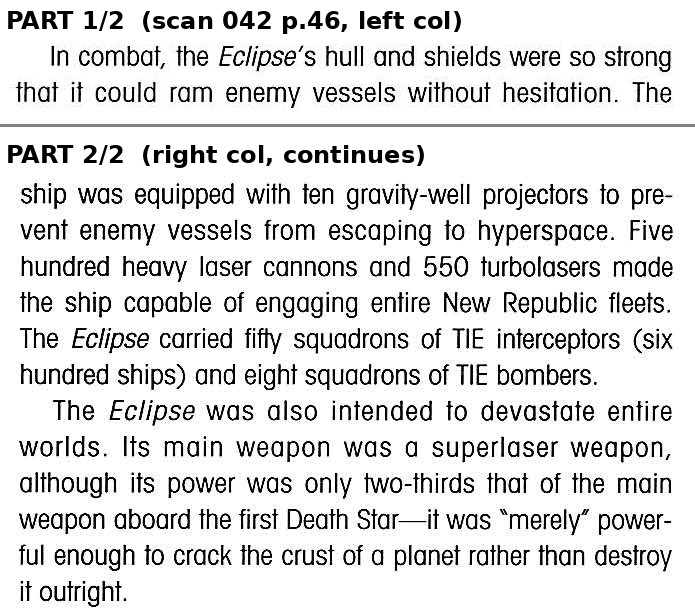 PART 1/2 (scan 042 p.46, left col)
In combat, the Eclipse's hull and shields were so strong
that it could ram enemy vessels without hesitation. The
PART 2/2 (right col, continues)
ship was equipped with ten gravity-well projectors to pre-
vent enemy vessels from escaping to hyperspace. Five
hundred heavy laser cannons and 550 turbolasers made
the ship capable of engaging entire New Republic fleets.
The Eclipse carried fifty squadrons of TIE interceptors (six
hundred ships) and eight squadrons of TIE bombers.
The Eclipse was also intended to devastate entire
worlds. Its main weapon was a superlaser weapon,
although its power was only two-thirds that of the main
weapon aboard the first Death Star—it was "merely" power-
ful enough to crack the crust of a planet rather than destroy
it outright.